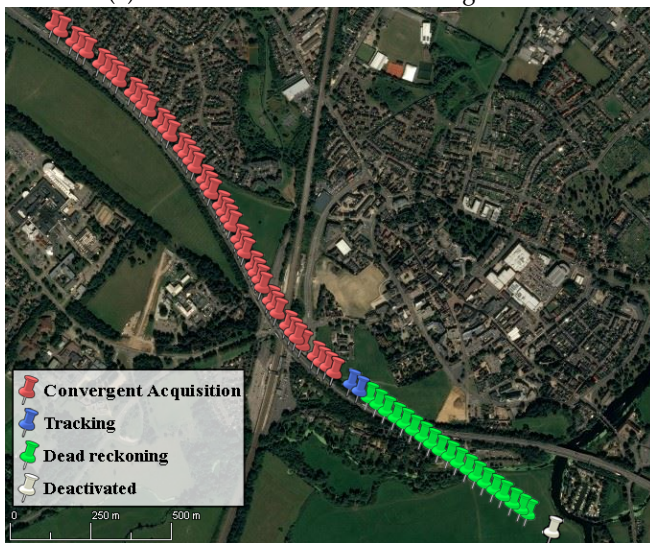 Convergent Acquisition
Tracking
Dead reckoning
Deactivated
0 250 m 500 m